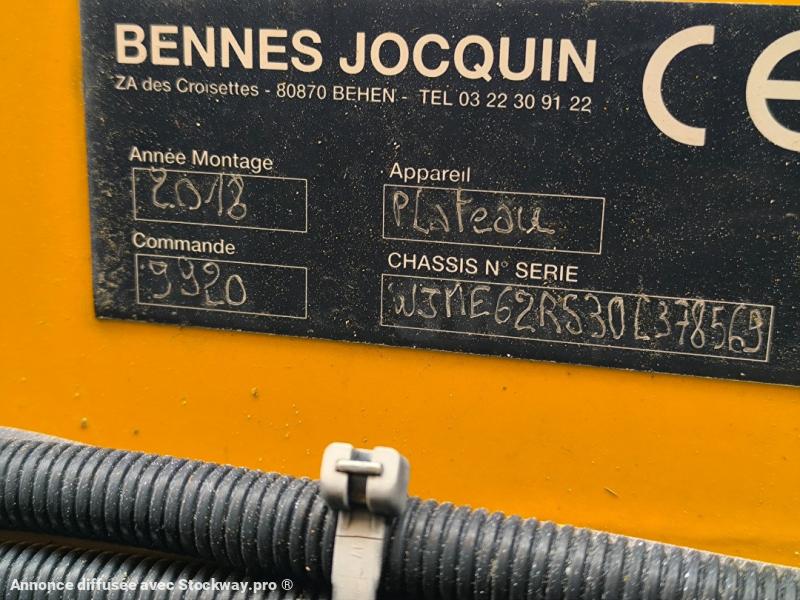 BENNES JOCQUIN
ZA des Croisettes - 80870 BEHEN - TEL 03 22 30 91 22
CE
Année Montage
2018
Appareil
Plateau
Commande
9920
CHASSIS N° SERIE
WJME62RS30C378569
Annonce diffusée avec Stockway.pro ®